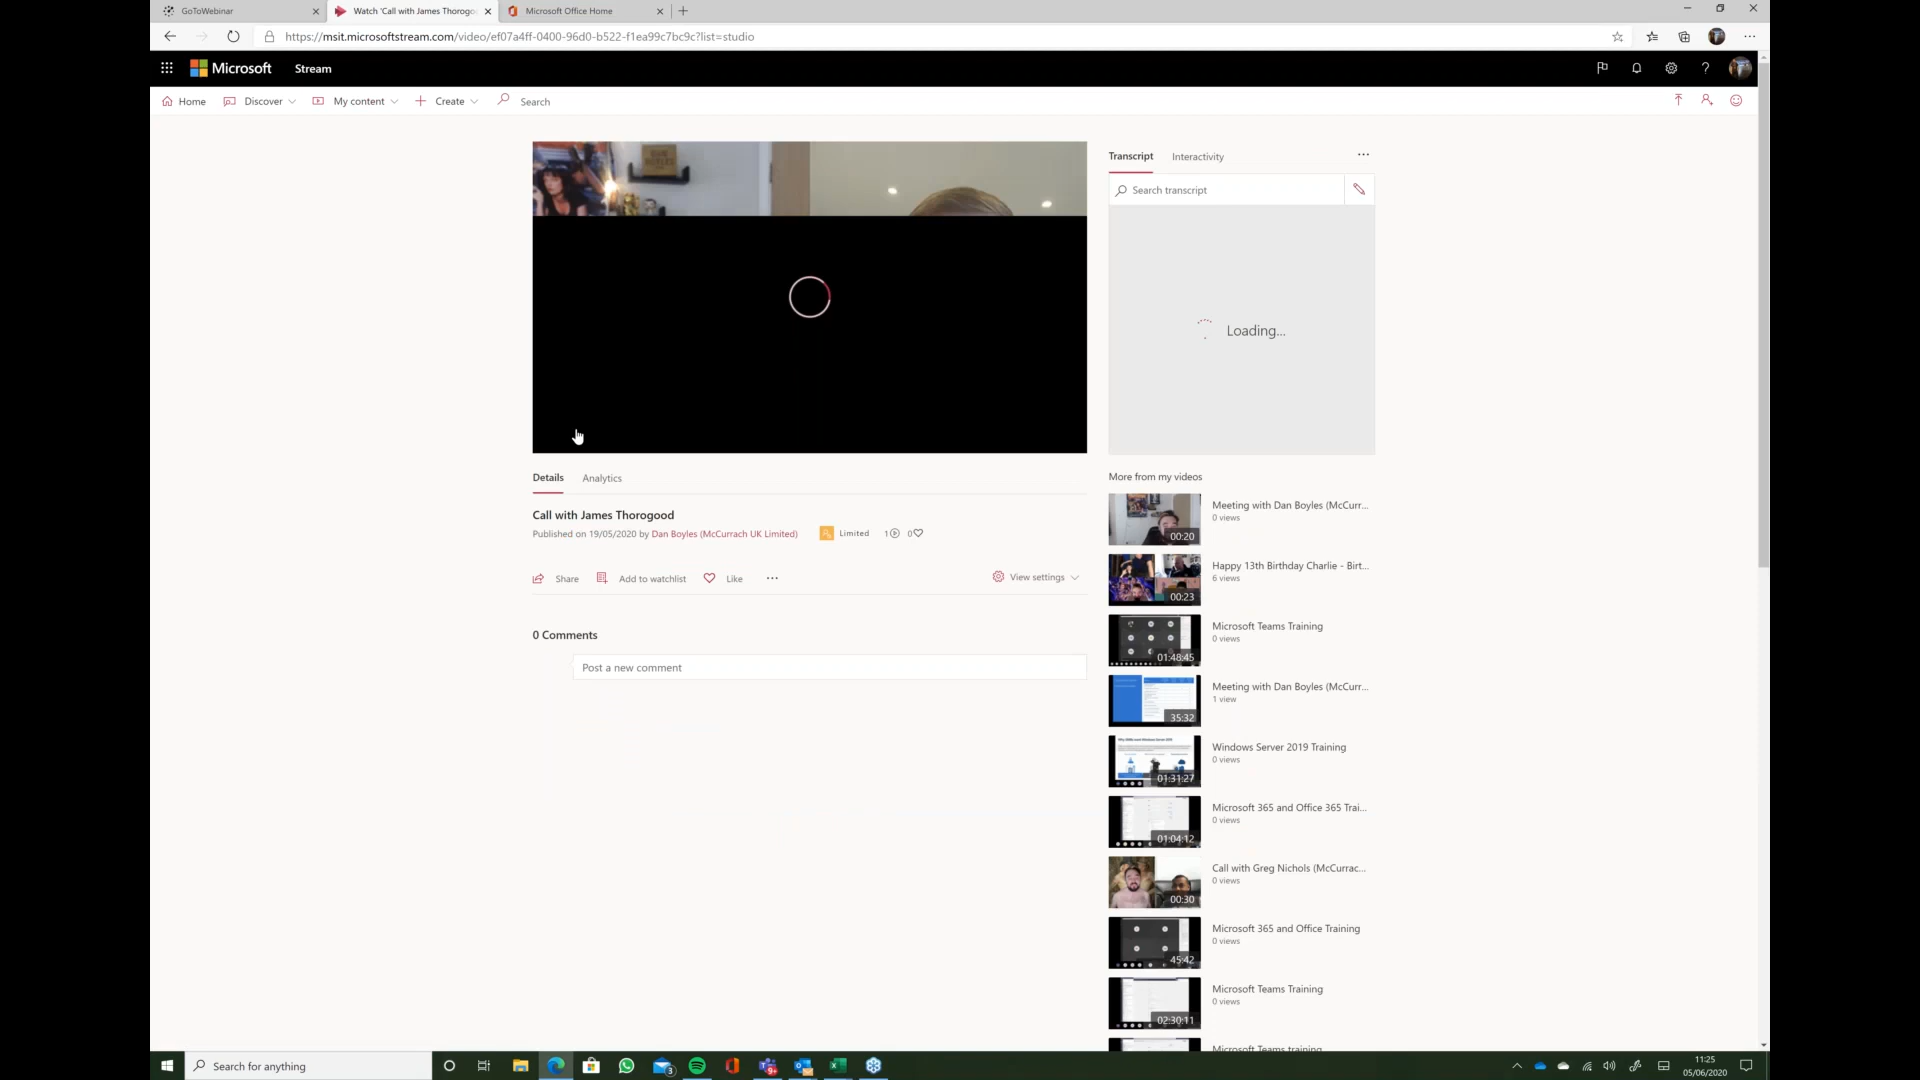 GoToWebinar
Watch 'Call with James Thorogo
Microsoft Office Home
https://msit.microsoftstream.com/video/ef07a4ff-0400-96d0-b522-f1ea99c7bc9c?list=studio
Microsoft
Stream
Home
Discover
My content
Create
Search
Transcript
Interactivity
Search transcript
Loading...
Details
Analytics
Call with James Thorogood
Published on 19/05/2020 by Dan Boyles (McCurrach UK Limited)
Limited
1
0
Share
Add to watchlist
Like
View settings
0 Comments
Post a new comment
More from my videos
Meeting with Dan Boyles (McCurr...
0 views
00:20
Happy 13th Birthday Charlie - Birt...
6 views
00:23
Microsoft Teams Training
0 views
01:48:45
Meeting with Dan Boyles (McCurr...
1 view
35:32
Windows Server 2019 Training
0 views
01:31:27
Microsoft 365 and Office 365 Trai...
0 views
01:04:12
Call with Greg Nichols (McCurrac...
0 views
00:30
Microsoft 365 and Office Training
0 views
45:42
Microsoft Teams Training
0 views
02:30:11
Microsoft Teams training
Search for anything
3
9+
11:25
05/06/2020